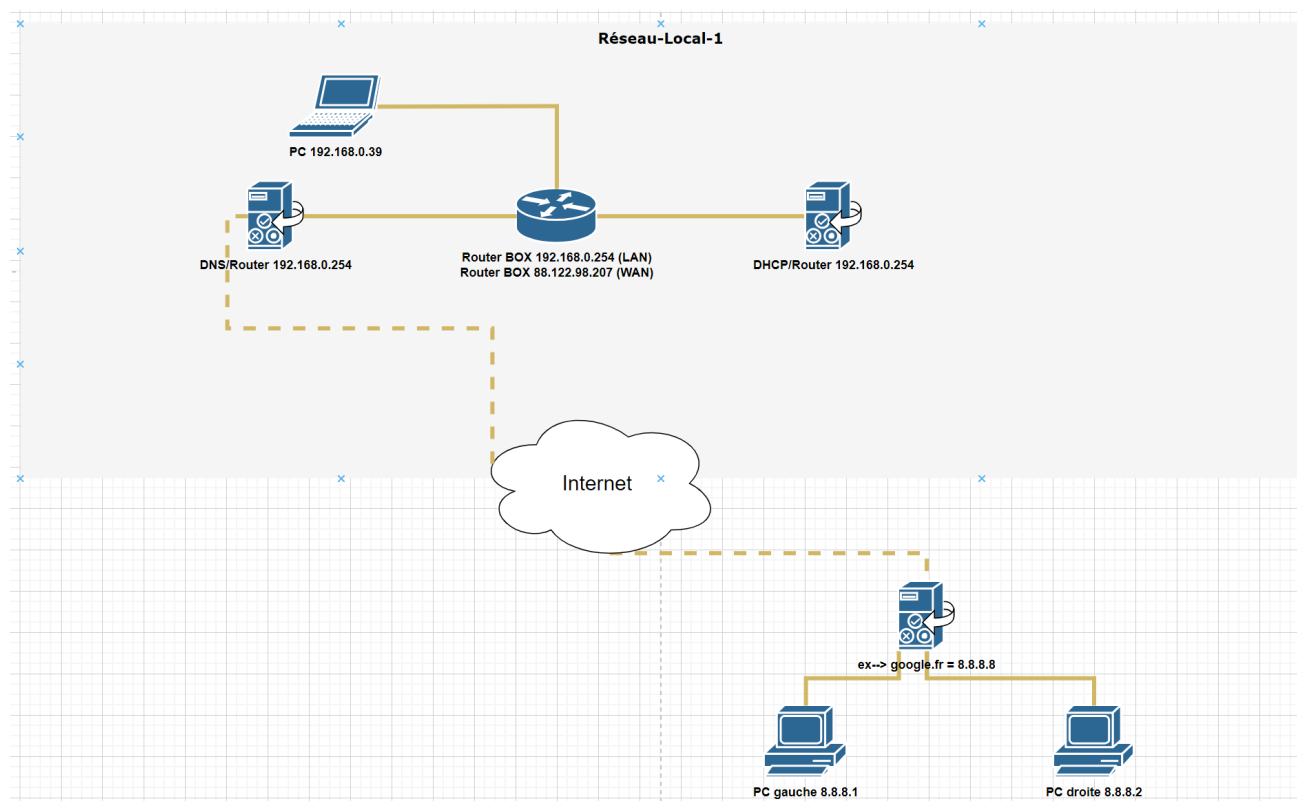 Réseau-Local-1
PC 192.168.0.39
DNS/Router 192.168.0.254
Router BOX 192.168.0.254 (LAN)
Router BOX 88.122.98.207 (WAN)
DHCP/Router 192.168.0.254
Internet
ex--> google.fr = 8.8.8.8
PC gauche 8.8.8.1
PC droite 8.8.8.2